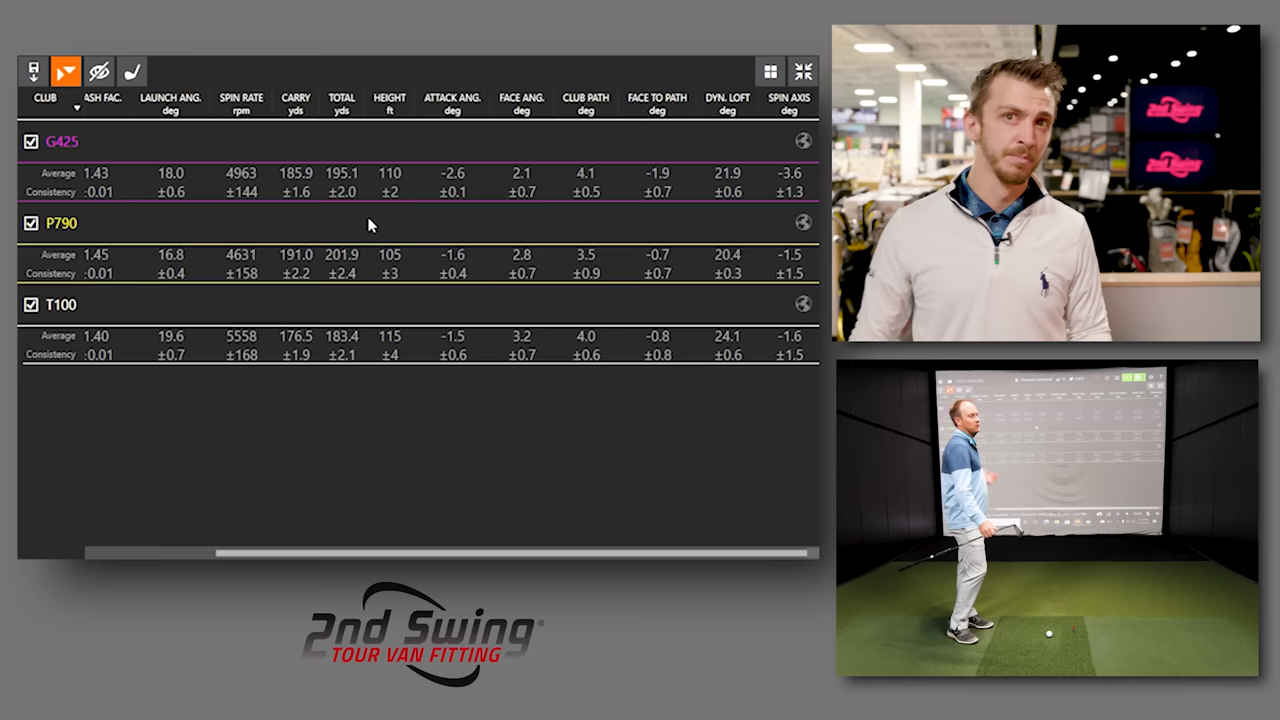 CLUB ASH FAC. LAUNCH ANG. SPIN RATE CARRY TOTAL HEIGHT ATTACK ANG. FACE ANG. CLUB PATH FACE TO PATH DYN. LOFT SPIN AXIS
deg rpm yds yds ft deg deg deg deg deg deg
G425
Average 1.43 18.0 4963 185.9 195.1 110 -2.6 2.1 4.1 -1.9 21.9 -3.6
Consistency :0.01 ±0.6 ±144 ±1.6 ±2.0 ±2 ±0.1 ±0.7 ±0.5 ±0.7 ±0.6 ±1.3
P790
Average 1.45 16.8 4631 191.0 201.9 105 -1.6 2.8 3.5 -0.7 20.4 -1.5
Consistency :0.01 ±0.4 ±158 ±2.2 ±2.4 ±3 ±0.4 ±0.7 ±0.9 ±0.7 ±0.3 ±1.5
T100
Average 1.40 19.6 5558 176.5 183.4 115 -1.5 3.2 4.0 -0.8 24.1 -1.6
Consistency :0.01 ±0.7 ±168 ±1.9 ±2.1 ±4 ±0.6 ±0.7 ±0.6 ±0.8 ±0.6 ±1.5
2nd Swing
2nd Swing
2nd Swing®
TOUR VAN FITTING